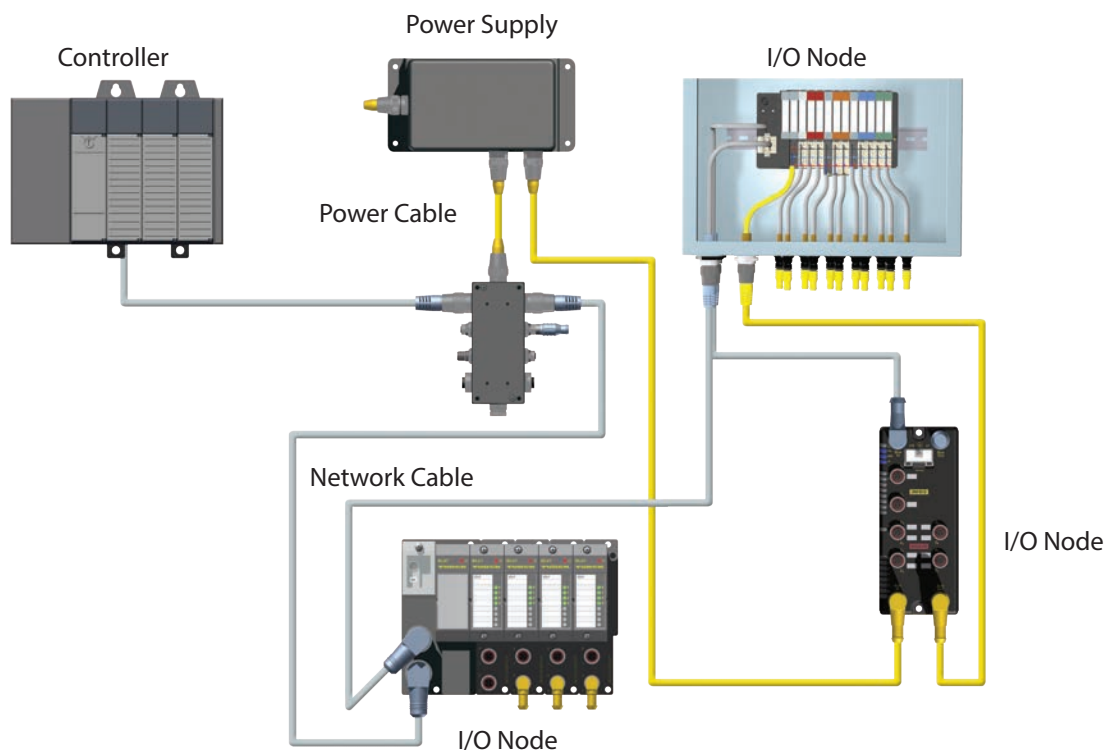 Power Supply
Controller
I/O Node
Power Cable
Network Cable
I/O Node
I/O Node